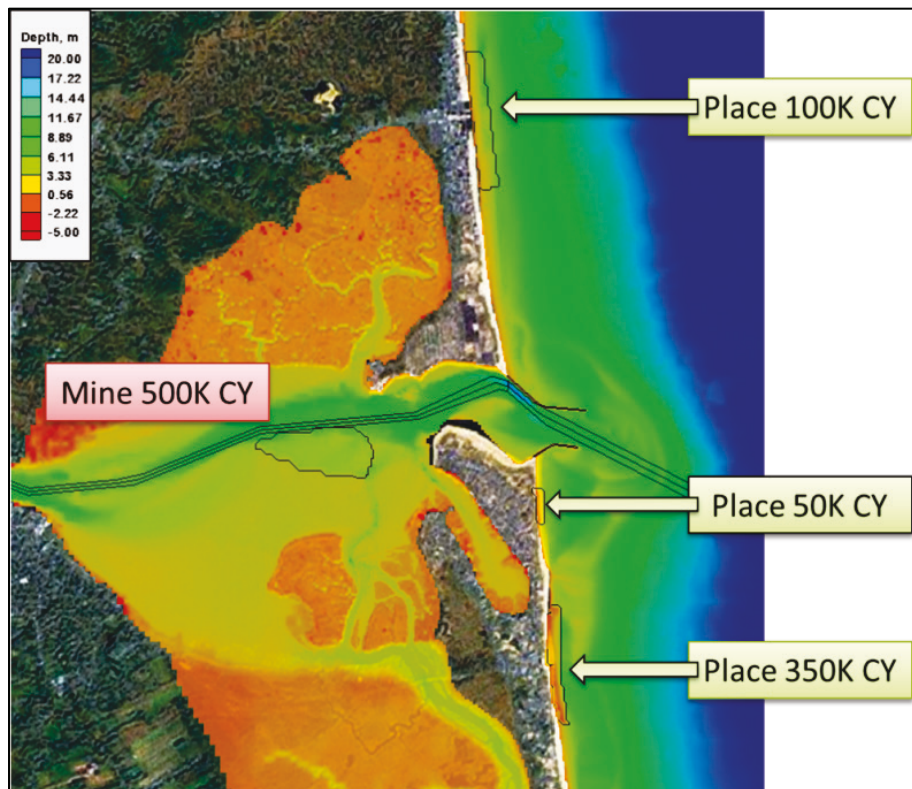 Depth, m
20.00
17.22
14.44
11.67
8.89
6.11
3.33
0.56
-2.22
-5.00
Place 100K CY
Mine 500K CY
Place 50K CY
Place 350K CY